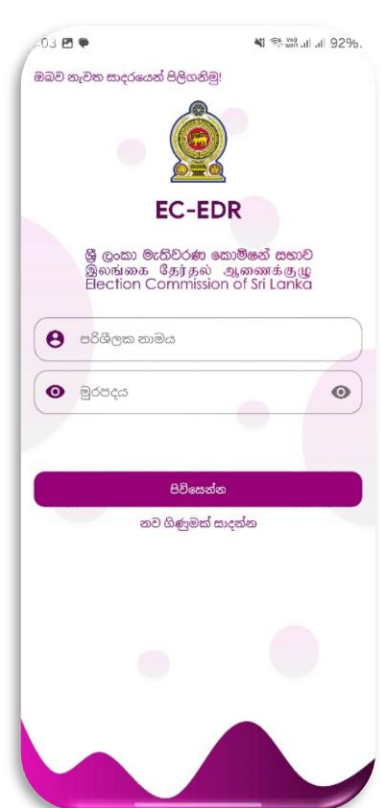 :03
92%
ඔබව නැවත සාදරයෙන් පිලිගනිමු!
EC-EDR
ශ්‍රී ලංකා මැතිවරණ කොමිෂන් සභාව
இலங்கை தேர்தல் ஆணைக்குழு
Election Commission of Sri Lanka
පරිශීලක නාමය
මුරපදය
පිවිසෙන්න
නව ගිණුමක් සාදන්න